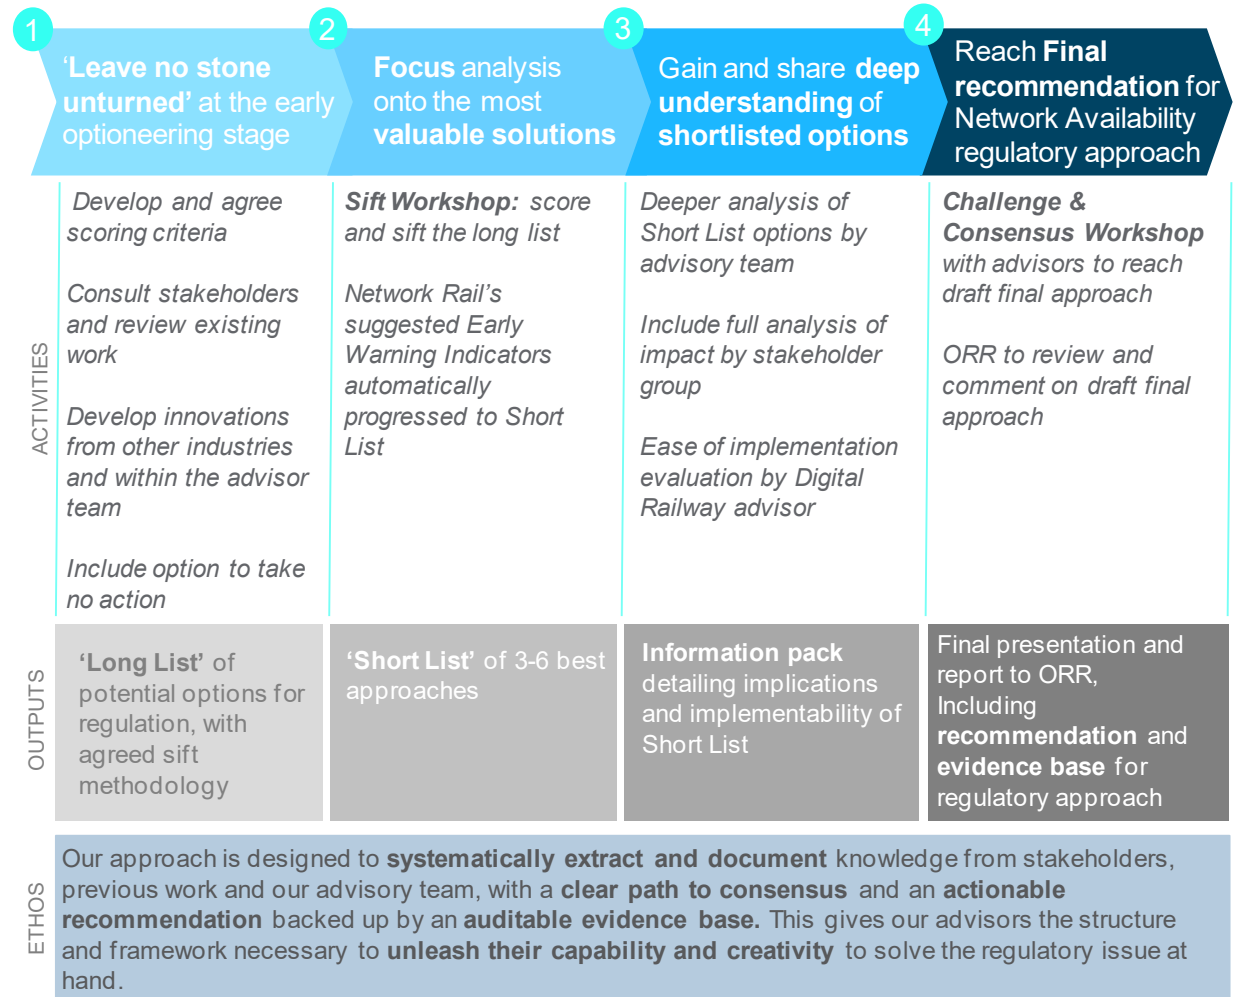 1
‘Leave no stone
unturned’ at the early
optioneering stage
2
Focus analysis
onto the most
valuable solutions
3
Gain and share deep
understanding of
shortlisted options
4
Reach Final
recommendation for
Network Availability
regulatory approach
ACTIVITIES
Develop and agree
scoring criteria
Consult stakeholders
and review existing
work
Develop innovations
from other industries
and within the advisor
team
Include option to take
no action
Sift Workshop: score
and sift the long list
Network Rail’s
suggested Early
Warning Indicators
automatically
progressed to Short
List
Deeper analysis of
Short List options by
advisory team
Include full analysis of
impact by stakeholder
group
Ease of implementation
evaluation by Digital
Railway advisor
Challenge &
Consensus Workshop
with advisors to reach
draft final approach
ORR to review and
comment on draft final
approach
OUTPUTS
‘Long List’ of
potential options for
regulation, with
agreed sift
methodology
‘Short List’ of 3-6 best
approaches
Information pack
detailing implications
and implementability of
Short List
Final presentation and
report to ORR,
Including
recommendation and
evidence base for
regulatory approach
ETHOS
Our approach is designed to systematically extract and document knowledge from stakeholders,
previous work and our advisory team, with a clear path to consensus and an actionable
recommendation backed up by an auditable evidence base. This gives our advisors the structure
and framework necessary to unleash their capability and creativity to solve the regulatory issue at
hand.